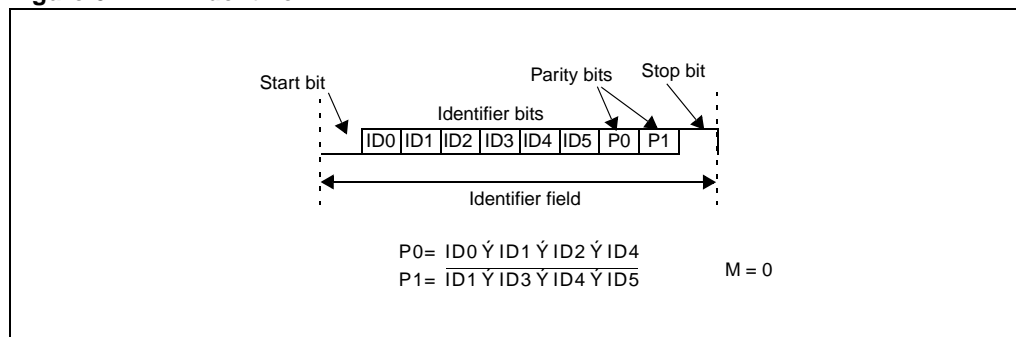 Start bit
Parity bits
Stop bit
Identifier bits
ID0 ID1 ID2 ID3 ID4 ID5 P0 P1
Identifier field
P0= ID0 Ý ID1 Ý ID2 Ý ID4
P1= ID1 Ý ID3 Ý ID4 Ý ID5
M = 0